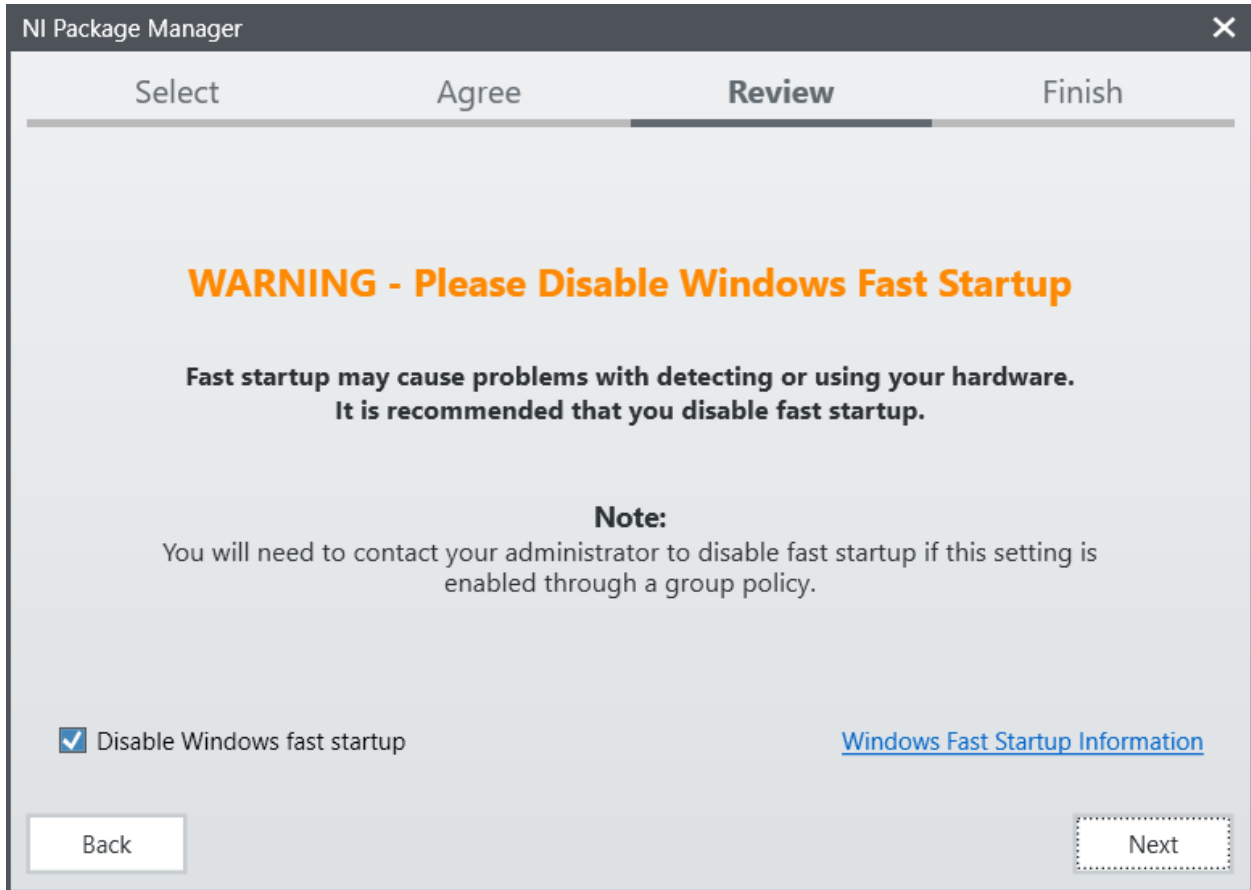 NI Package Manager
Select Agree Review Finish
WARNING - Please Disable Windows Fast Startup
Fast startup may cause problems with detecting or using your hardware.
It is recommended that you disable fast startup.
Note:
You will need to contact your administrator to disable fast startup if this setting is
enabled through a group policy.
Disable Windows fast startup Windows Fast Startup Information
Back Next